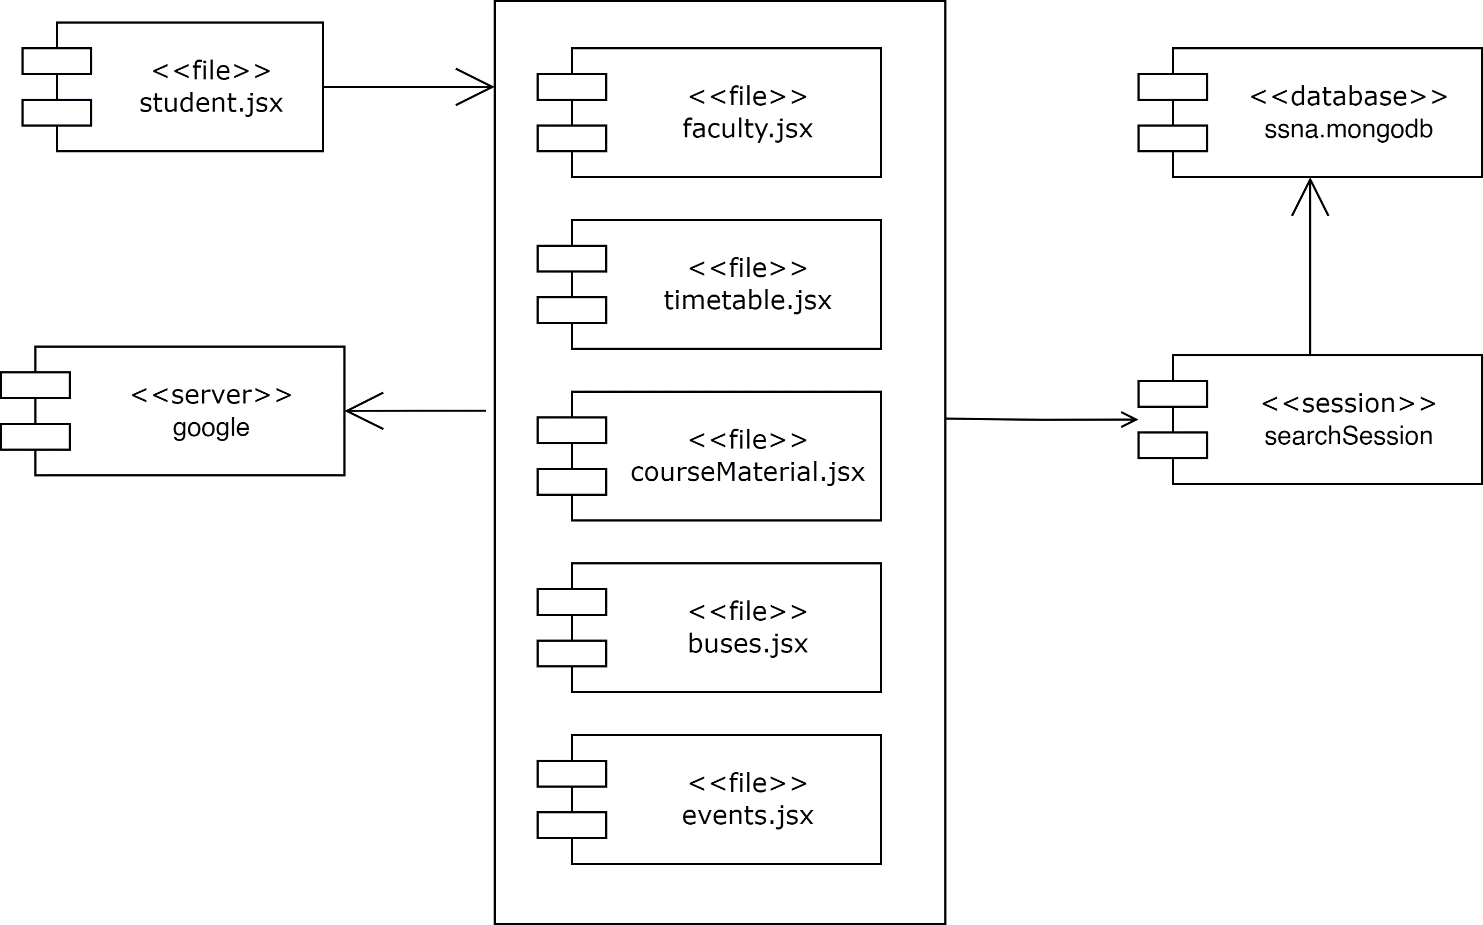 <<file>>
student.jsx
<<file>>
faculty.jsx
<<database>>
ssna.mongodb
<<file>>
timetable.jsx
<<server>>
google
<<file>>
courseMaterial.jsx
<<session>>
searchSession
<<file>>
buses.jsx
<<file>>
events.jsx